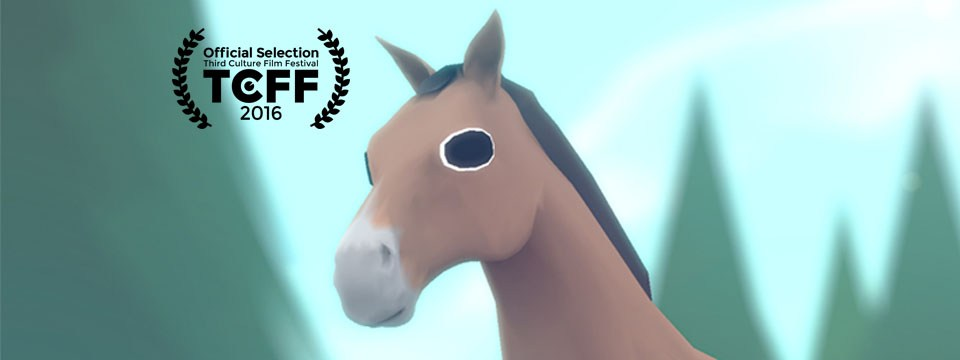 Official Selection
Third Culture Film Festival
TCFF
2016